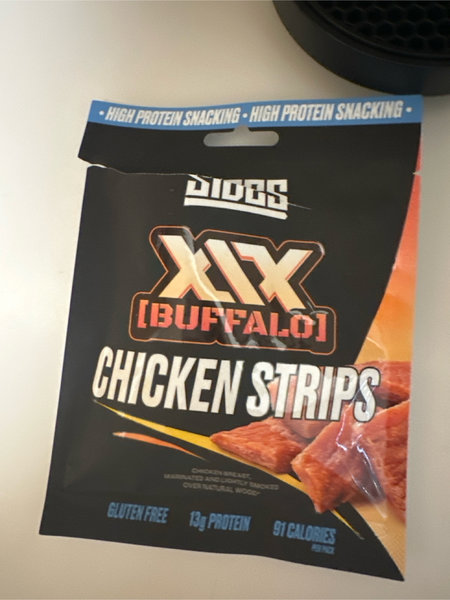 • HIGH PROTEIN SNACKING • HIGH PROTEIN SNACKING •
SIDES
XIX
[BUFFALO]
CHICKEN STRIPS
CHICKEN BREAST,
MARINATED AND LIGHTLY SMOKED
OVER NATURAL WOOD*
GLUTEN FREE 13g PROTEIN 91 CALORIES
PER PACK